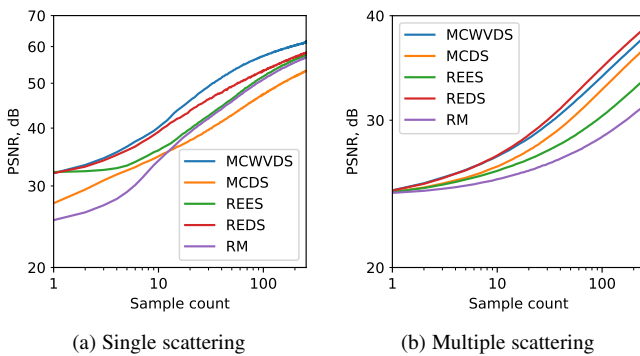 70
60
50
40
30
20
PSNR, dB
MCWVDS
MCDS
REES
REDS
RM
1
10
100
Sample count
(a) Single scattering
40
30
20
PSNR, dB
MCWVDS
MCDS
REES
REDS
RM
1
10
100
Sample count
(b) Multiple scattering